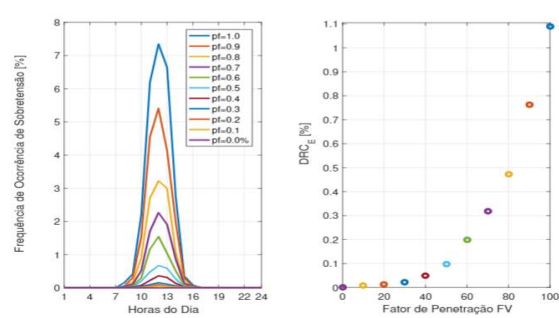 8
7
6
5
4
3
2
1
0
Frequência de Ocorrência de Sobretensão [%]
1 4 7 10 13 16 19 22 24
Horas do Dia
pf=1.0
pf=0.9
pf=0.8
pf=0.7
pf=0.6
pf=0.5
pf=0.4
pf=0.3
pf=0.2
pf=0.1
pf=0.0%
1.1
1
0.9
0.8
0.7
0.6
0.5
0.4
0.3
0.2
0.1
0
DRC_E [%]
0 20 40 60 80 100
Fator de Penetração FV